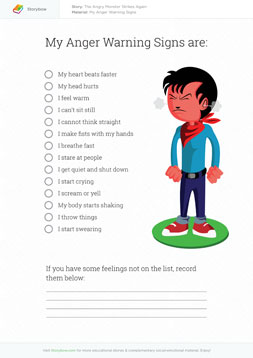 Storybow
Story: The Angry Monster Strikes Again
Material: My Anger Warning Signs
My Anger Warning Signs are:
My heart beats faster
My head hurts
I feel warm
I can't sit still
I cannot think straight
I make fists with my hands
I breathe fast
I stare at people
I get quiet and shut down
I start crying
I scream or yell
My body starts shaking
I throw things
I start swearing
If you have some feelings not on the list, record
them below:
Visit Storybow.com for more educational stories & complementary social/emotional material. Enjoy!